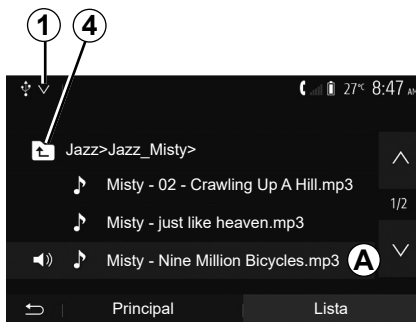 1 4
27°C 8:47 AM
Jazz>Jazz_Misty>
Misty - 02 - Crawling Up A Hill.mp3
1/2
Misty - just like heaven.mp3
Misty - Nine Million Bicycles.mp3 A
Principal Lista